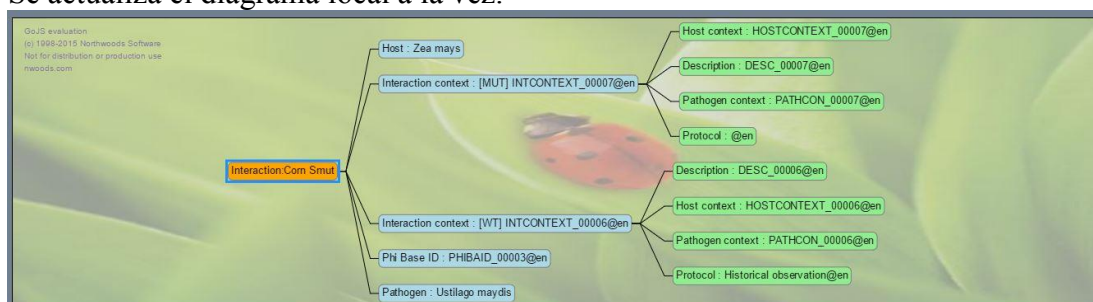 Se actualiza el diagrama local a la vez.
GoJS evaluation
(c) 1998-2015 Northwoods Software
Not for distribution or production use
nwoods.com
Host : Zea mays
Interaction context : [MUT] INTCONTEXT_00007@en
Host context : HOSTCONTEXT_00007@en
Description : DESC_00007@en
Pathogen context : PATHCON_00007@en
Protocol : @en
Interaction:Corn Smut
Interaction context : [WT] INTCONTEXT_00006@en
Description : DESC_00006@en
Host context : HOSTCONTEXT_00006@en
Pathogen context : PATHCON_00006@en
Protocol : Historical observation@en
Phi Base ID : PHIBAID_00003@en
Pathogen : Ustilago maydis